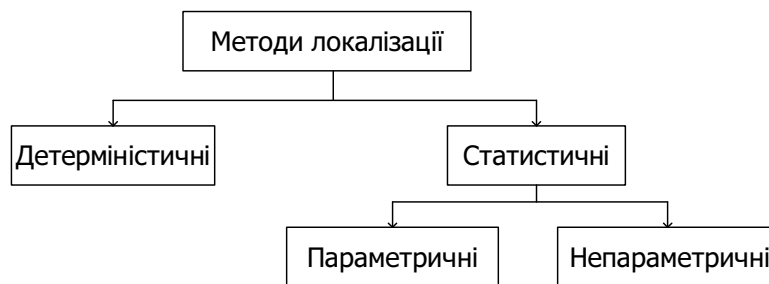 Методи локалізації
Детерміністичні
Статистичні
Параметричні
Непараметричні